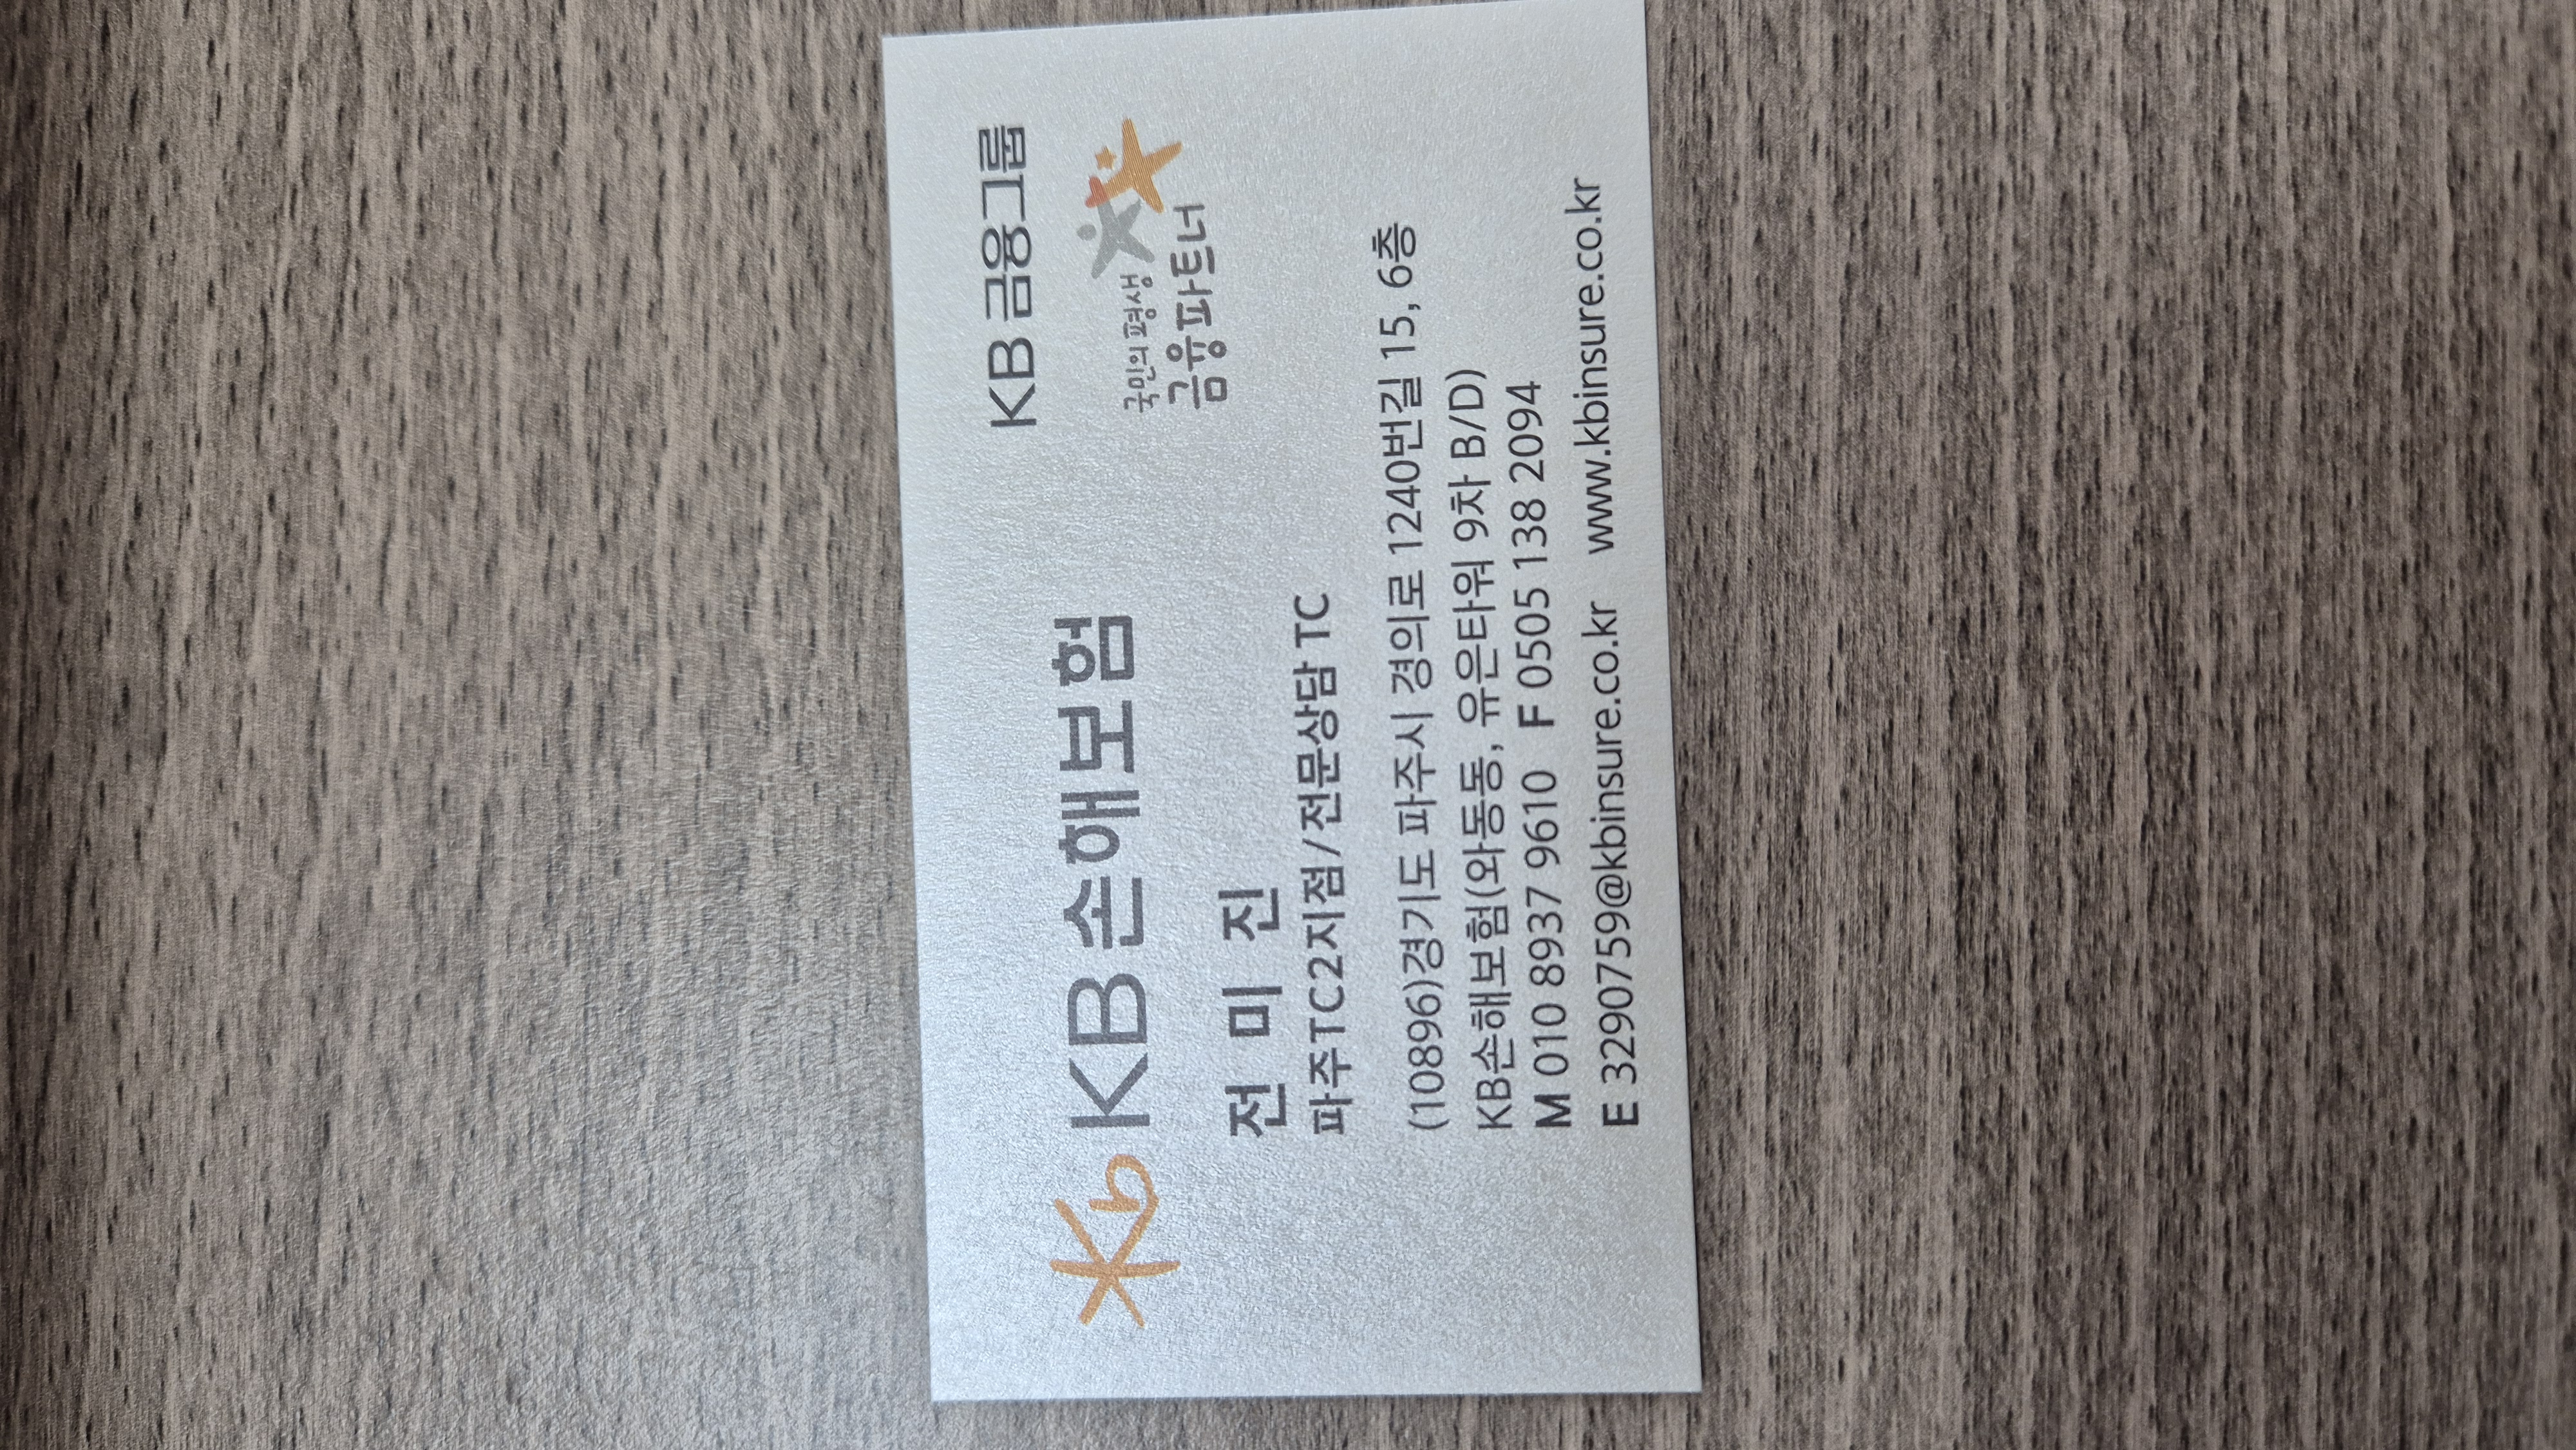 KB 금융그룹
Kb KB손해보험
국민의 평생
금융파트너
전 미 진
파주TC2지점/전문상담 TC
(10896)경기도 파주시 경의로 1240번길 15, 6층
KB손해보험(와동동, 유은타워 9차 B/D)
M 010 8937 9610 F 0505 138 2094
E 3290759@kbinsure.co.kr www.kbinsure.co.kr